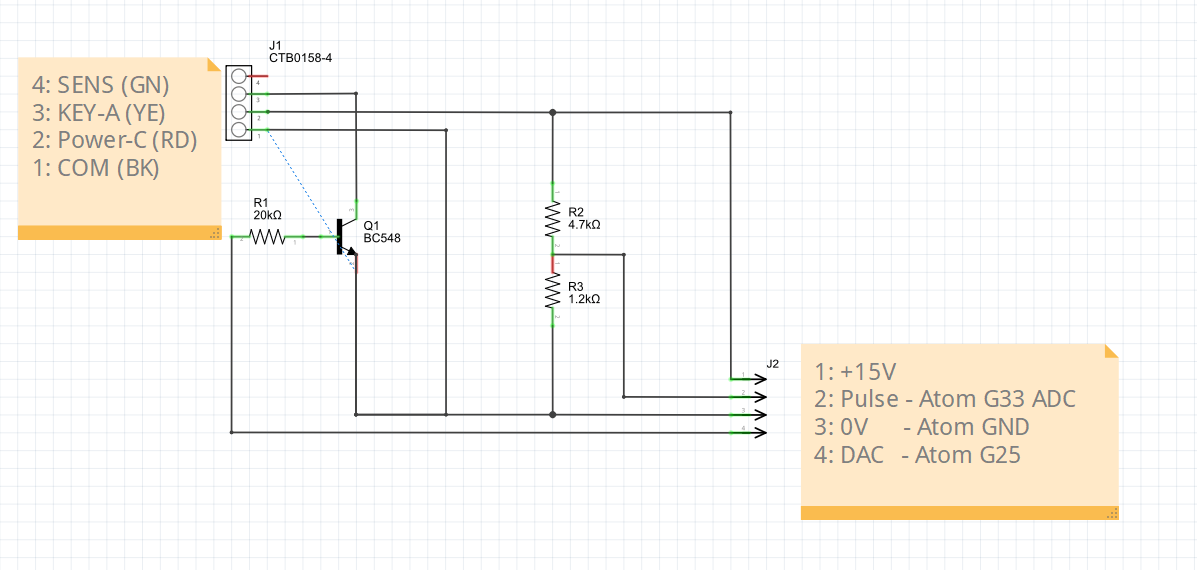 J1
CTB0158-4
4: SENS (GN)
3: KEY-A (YE)
2: Power-C (RD)
1: COM (BK)
4
3
2
1
R1
20kΩ
Q1
BC548
R2
4.7kΩ
R3
1.2kΩ
J2
1: +15V
2: Pulse - Atom G33 ADC
3: 0V - Atom GND
4: DAC - Atom G25